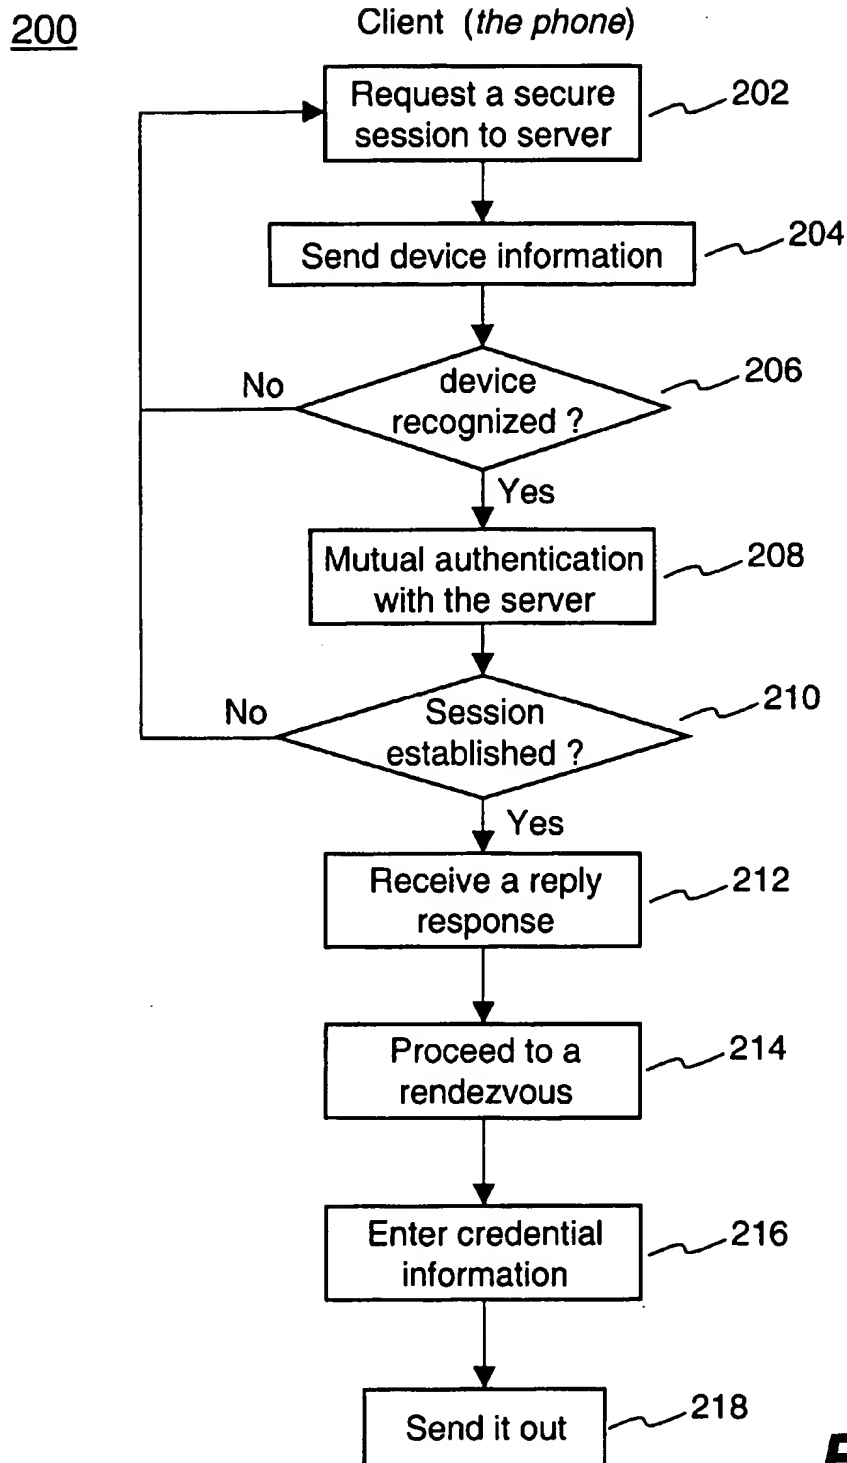 200
Client (the phone)
Request a secure
session to server
202
Send device information
204
device
recognized ?
206
No
Yes
Mutual authentication
with the server
208
Session
established ?
210
No
Yes
Receive a reply
response
212
Proceed to a
rendezvous
214
Enter credential
information
216
Send it out
218